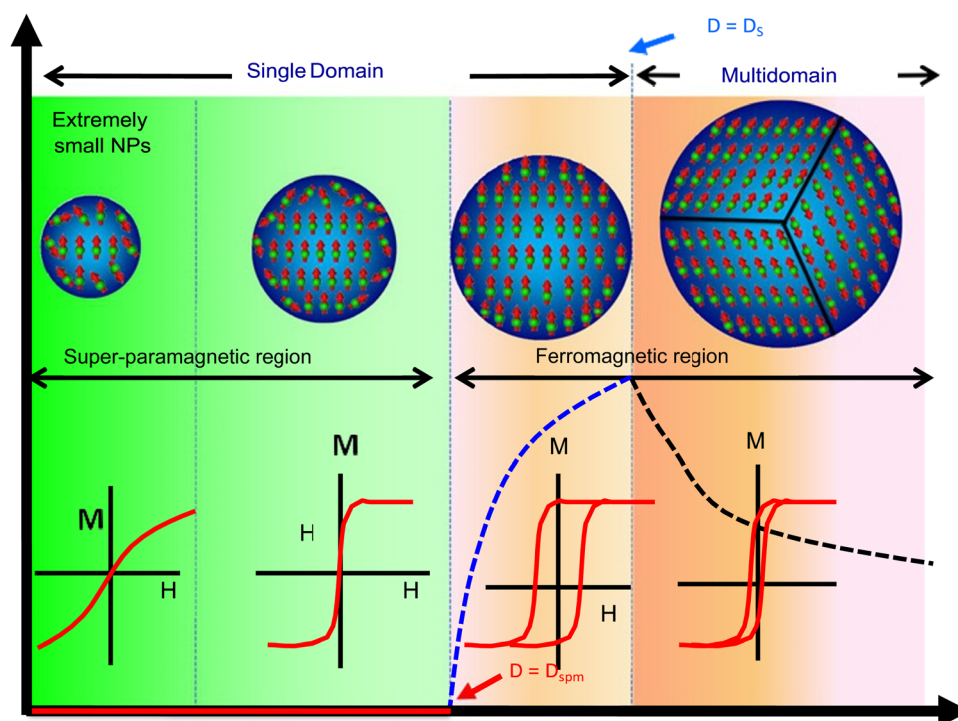 D = Dₛ
Single Domain
Multidomain
Extremely
small NPs
Super-paramagnetic region
Ferromagnetic region
M
H
M
H
H
M
H
M
D = Dspm